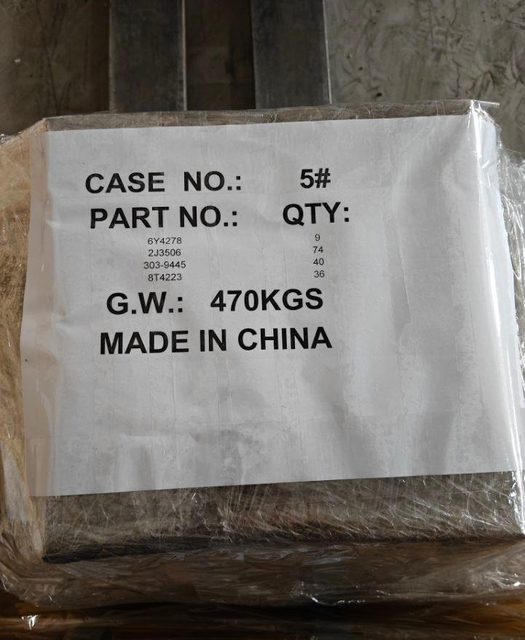 CASE NO.: 5#
PART NO.: QTY:
6Y4278 9
2J3506 74
303-9445 40
8T4223 36
G.W.: 470KGS
MADE IN CHINA